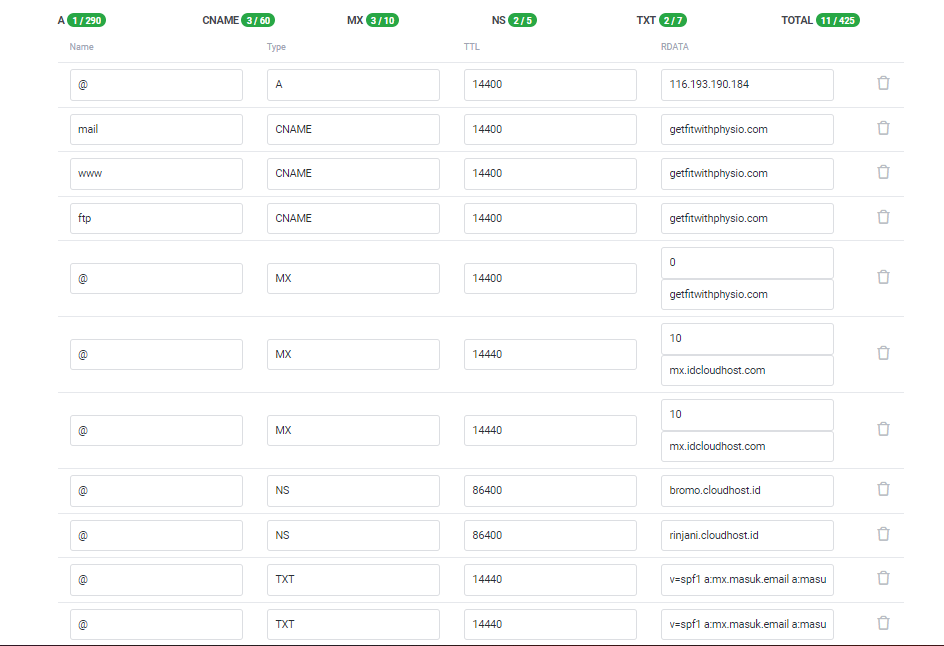 A 1 / 290 CNAME 3 / 60 MX 3 / 10 NS 2 / 5 TXT 2 / 7 TOTAL 11 / 425
Name Type TTL RDATA
@ A 14400 116.193.190.184
mail CNAME 14400 getfitwithphysio.com
www CNAME 14400 getfitwithphysio.com
ftp CNAME 14400 getfitwithphysio.com
@ MX 14400 0
getfitwithphysio.com
@ MX 14440 10
mx.idcloudhost.com
@ MX 14440 10
mx.idcloudhost.com
@ NS 86400 bromo.cloudhost.id
@ NS 86400 rinjani.cloudhost.id
@ TXT 14440 v=spf1 a:mx.masuk.email a:masu
@ TXT 14440 v=spf1 a:mx.masuk.email a:masu